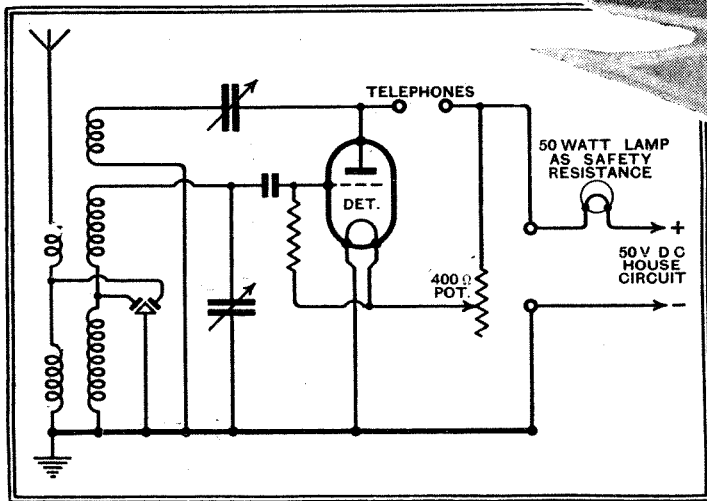 TELEPHONES
50 WATT LAMP
AS SAFETY
RESISTANCE
DET.
+
400 Ω
POT.
50 V D C
HOUSE
CIRCUIT
−